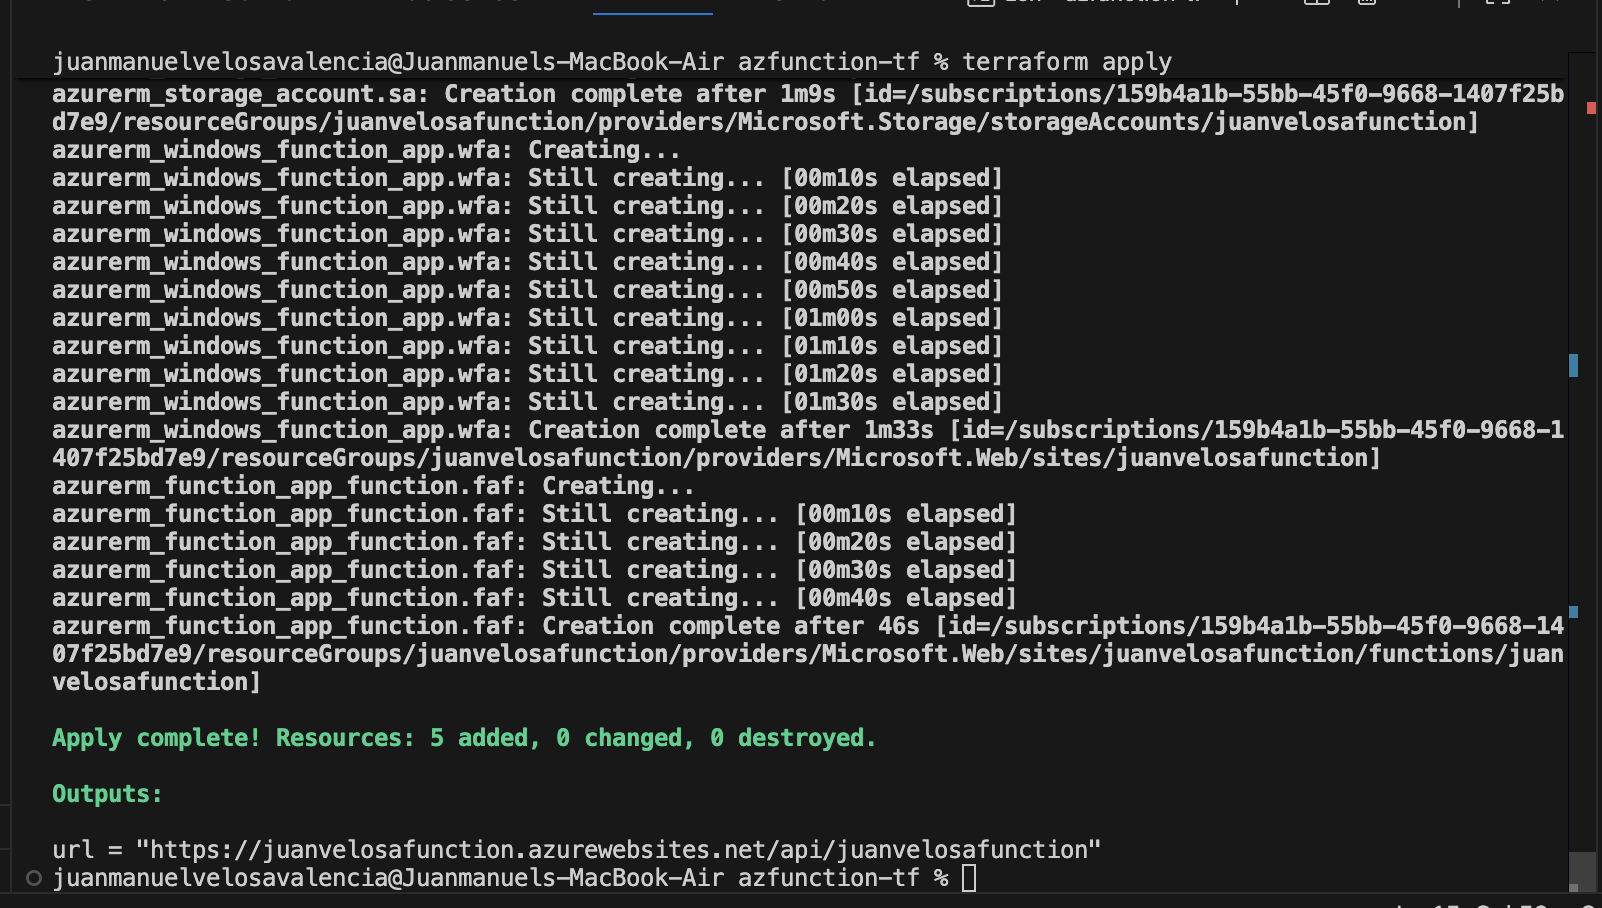 juanmanuelvelosavalencia@Juanmanuels-MacBook-Air azfunction-tf % terraform apply
azurerm_storage_account.sa: Creation complete after 1m9s [id=/subscriptions/159b4a1b-55bb-45f0-9668-1407f25b
d7e9/resourceGroups/juanvelosafunction/providers/Microsoft.Storage/storageAccounts/juanvelosafunction]
azurerm_windows_function_app.wfa: Creating...
azurerm_windows_function_app.wfa: Still creating... [00m10s elapsed]
azurerm_windows_function_app.wfa: Still creating... [00m20s elapsed]
azurerm_windows_function_app.wfa: Still creating... [00m30s elapsed]
azurerm_windows_function_app.wfa: Still creating... [00m40s elapsed]
azurerm_windows_function_app.wfa: Still creating... [00m50s elapsed]
azurerm_windows_function_app.wfa: Still creating... [01m00s elapsed]
azurerm_windows_function_app.wfa: Still creating... [01m10s elapsed]
azurerm_windows_function_app.wfa: Still creating... [01m20s elapsed]
azurerm_windows_function_app.wfa: Still creating... [01m30s elapsed]
azurerm_windows_function_app.wfa: Creation complete after 1m33s [id=/subscriptions/159b4a1b-55bb-45f0-9668-1
407f25bd7e9/resourceGroups/juanvelosafunction/providers/Microsoft.Web/sites/juanvelosafunction]
azurerm_function_app_function.faf: Creating...
azurerm_function_app_function.faf: Still creating... [00m10s elapsed]
azurerm_function_app_function.faf: Still creating... [00m20s elapsed]
azurerm_function_app_function.faf: Still creating... [00m30s elapsed]
azurerm_function_app_function.faf: Still creating... [00m40s elapsed]
azurerm_function_app_function.faf: Creation complete after 46s [id=/subscriptions/159b4a1b-55bb-45f0-9668-14
07f25bd7e9/resourceGroups/juanvelosafunction/providers/Microsoft.Web/sites/juanvelosafunction/functions/juan
velosafunction]
Apply complete! Resources: 5 added, 0 changed, 0 destroyed.
Outputs:
url = "https://juanvelosafunction.azurewebsites.net/api/juanvelosafunction"
juanmanuelvelosavalencia@Juanmanuels-MacBook-Air azfunction-tf %